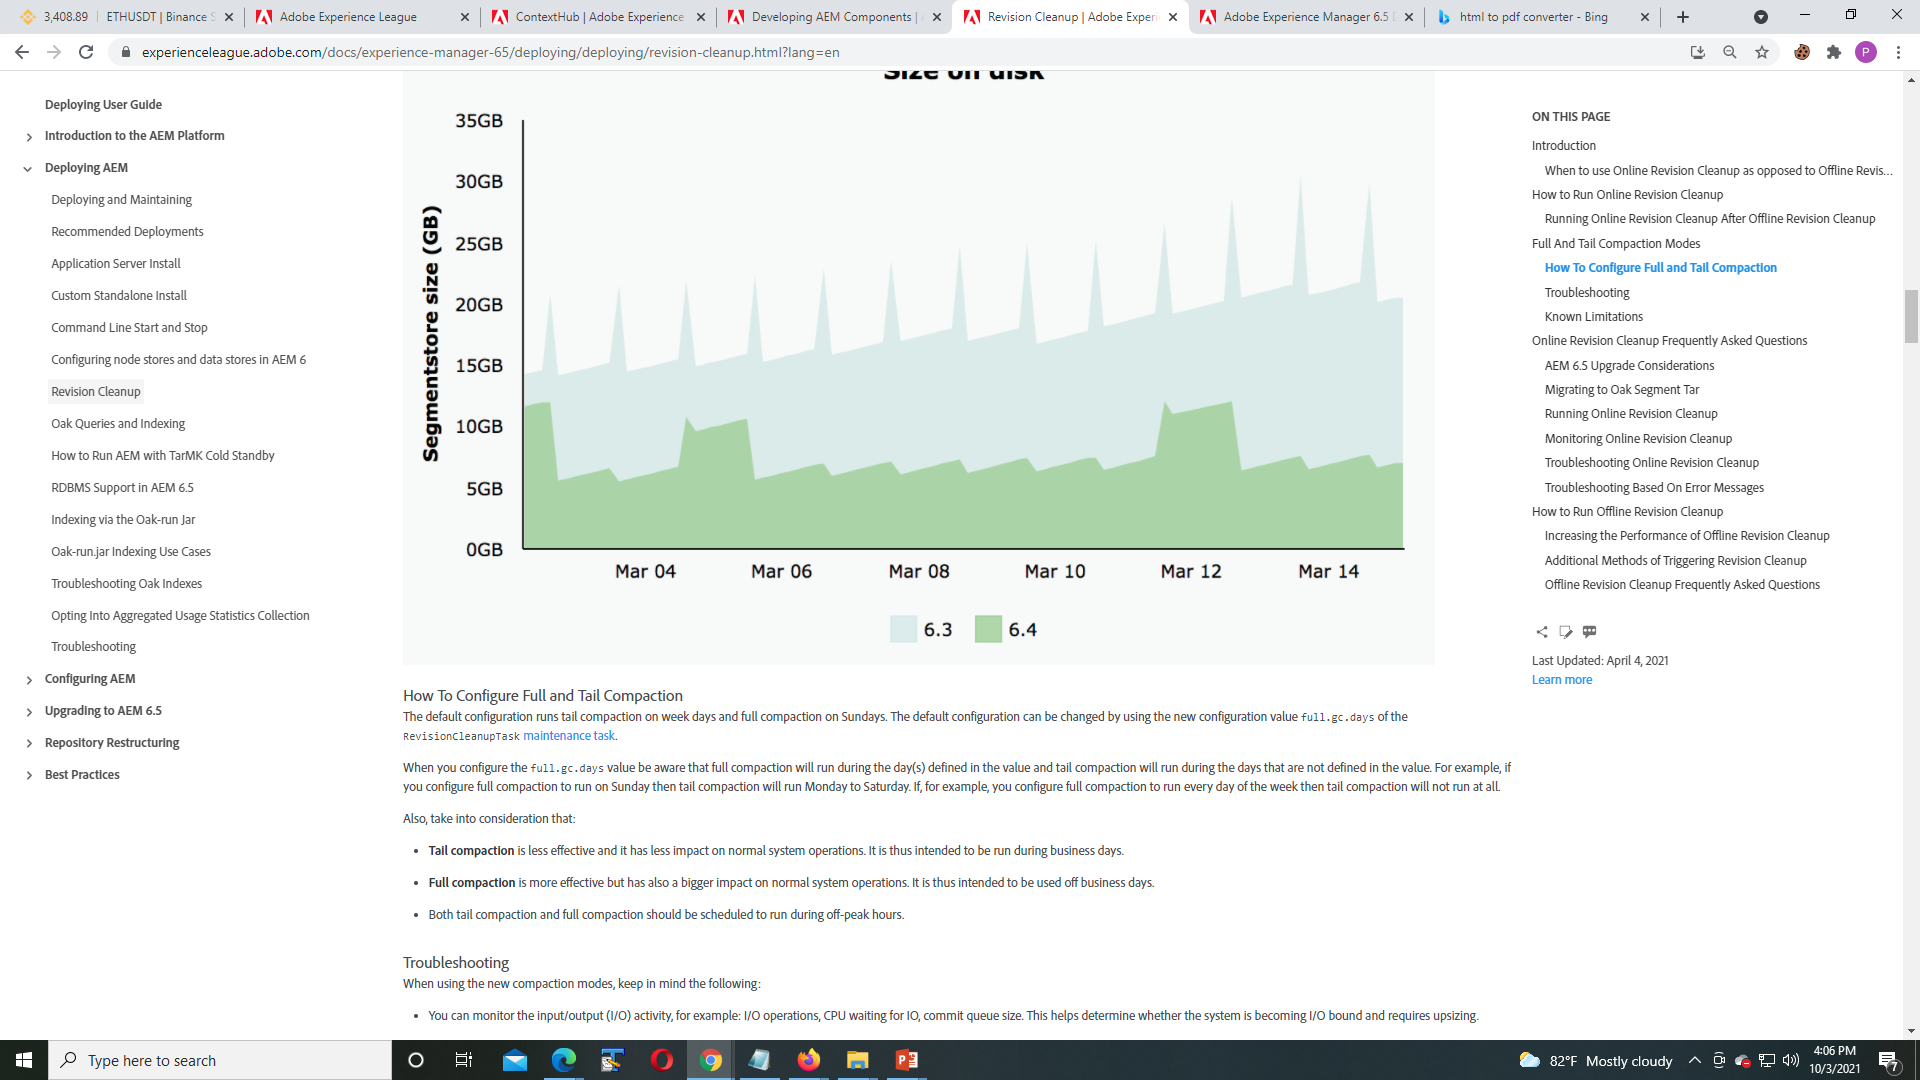 3,408.89 | ETHUSDT | Binance S
Adobe Experience League
ContextHub | Adobe Experience
Developing AEM Components |
Revision Cleanup | Adobe Experi
Adobe Experience Manager 6.5 D
html to pdf converter - Bing
experienceleague.adobe.com/docs/experience-manager-65/deploying/deploying/revision-cleanup.html?lang=en
P
Deploying User Guide
Introduction to the AEM Platform
Deploying AEM
Deploying and Maintaining
Recommended Deployments
Application Server Install
Custom Standalone Install
Command Line Start and Stop
Configuring node stores and data stores in AEM 6
Revision Cleanup
Oak Queries and Indexing
How to Run AEM with TarMK Cold Standby
RDBMS Support in AEM 6.5
Indexing via the Oak-run Jar
Oak-run.jar Indexing Use Cases
Troubleshooting Oak Indexes
Opting Into Aggregated Usage Statistics Collection
Troubleshooting
Configuring AEM
Upgrading to AEM 6.5
Repository Restructuring
Best Practices
Size on disk
Segmentstore size (GB)
35GB
30GB
25GB
20GB
15GB
10GB
5GB
0GB
Mar 04 Mar 06 Mar 08 Mar 10 Mar 12 Mar 14
6.3 6.4
How To Configure Full and Tail Compaction
The default configuration runs tail compaction on week days and full compaction on Sundays. The default configuration can be changed by using the new configuration value full.gc.days of the
RevisionCleanupTask maintenance task.
When you configure the full.gc.days value be aware that full compaction will run during the day(s) defined in the value and tail compaction will run during the days that are not defined in the value. For example, if
you configure full compaction to run on Sunday then tail compaction will run Monday to Saturday. If, for example, you configure full compaction to run every day of the week then tail compaction will not run at all.
Also, take into consideration that:
• Tail compaction is less effective and it has less impact on normal system operations. It is thus intended to be run during business days.
• Full compaction is more effective but has also a bigger impact on normal system operations. It is thus intended to be used off business days.
• Both tail compaction and full compaction should be scheduled to run during off-peak hours.
Troubleshooting
When using the new compaction modes, keep in mind the following:
• You can monitor the input/output (I/O) activity, for example: I/O operations, CPU waiting for IO, commit queue size. This helps determine whether the system is becoming I/O bound and requires upsizing.
ON THIS PAGE
Introduction
When to use Online Revision Cleanup as opposed to Offline Revis...
How to Run Online Revision Cleanup
Running Online Revision Cleanup After Offline Revision Cleanup
Full And Tail Compaction Modes
How To Configure Full and Tail Compaction
Troubleshooting
Known Limitations
Online Revision Cleanup Frequently Asked Questions
AEM 6.5 Upgrade Considerations
Migrating to Oak Segment Tar
Running Online Revision Cleanup
Monitoring Online Revision Cleanup
Troubleshooting Online Revision Cleanup
Troubleshooting Based On Error Messages
How to Run Offline Revision Cleanup
Increasing the Performance of Offline Revision Cleanup
Additional Methods of Triggering Revision Cleanup
Offline Revision Cleanup Frequently Asked Questions
Last Updated: April 4, 2021
Learn more
Type here to search
82°F Mostly cloudy
4:06 PM
10/3/2021
7